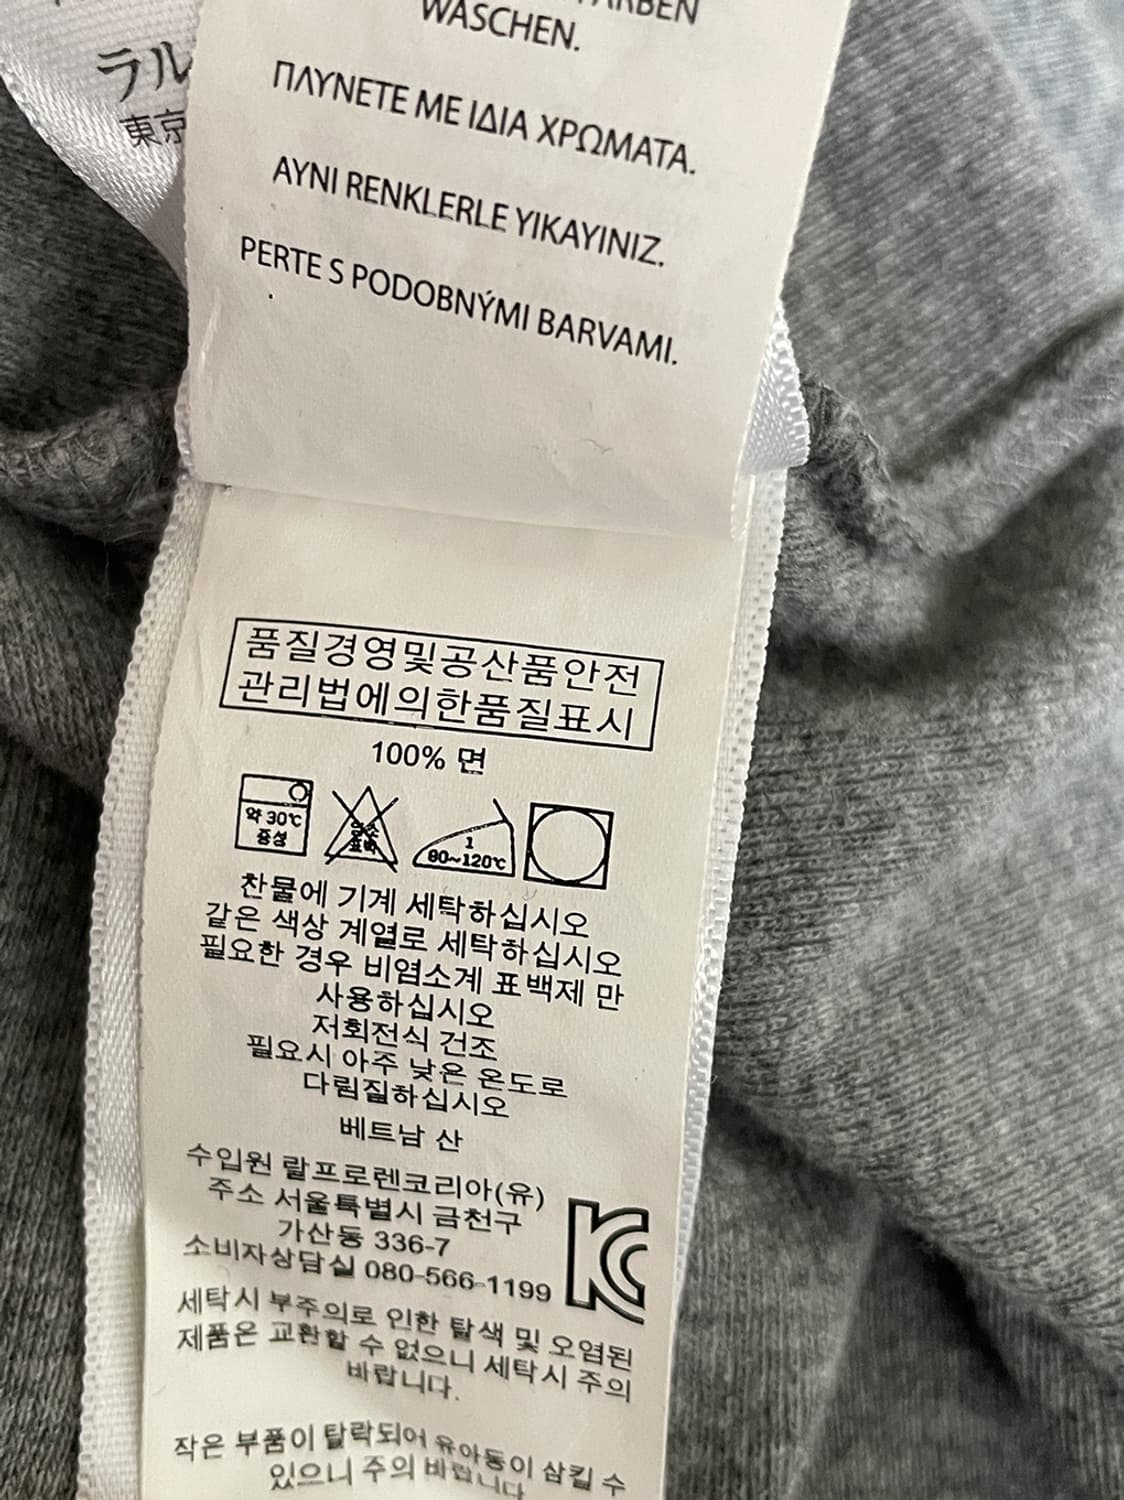 ラル
東京
WASCHEN.
ΠΛΥΝΕΤΕ ΜΕ ΙΔΙΑ ΧΡΩΜΑΤΑ.
AYNI RENKLERLE YIKAYINIZ.
PERTE S PODOBNÝMI BARVAMI.
품질경영및공산품안전
관리법에의한품질표시
100% 면
약 30℃
중성
염소
표백
1
80~120℃
찬물에 기계 세탁하십시오
같은 색상 계열로 세탁하십시오
필요한 경우 비염소계 표백제 만
사용하십시오
저회전식 건조
필요시 아주 낮은 온도로
다림질하십시오
베트남 산
수입원 랄프로렌코리아(유)
주소 서울특별시 금천구
가산동 336-7
소비자상담실 080-566-1199
KC
세탁시 부주의로 인한 탈색 및 오염된
제품은 교환할 수 없으니 세탁시 주의
바랍니다.
작은 부품이 탈락되어 유아동이 삼킬 수
있으니 주의 바랍니다